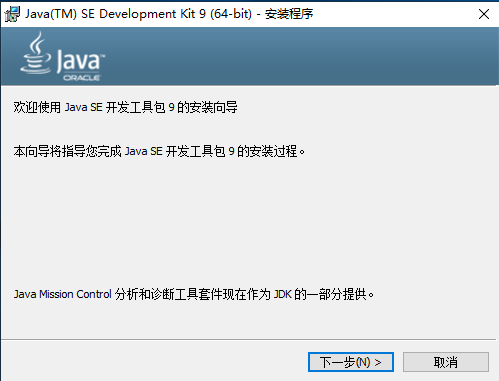 Java(TM) SE Development Kit 9 (64-bit) - 安装程序
Java
ORACLE
欢迎使用 Java SE 开发工具包 9 的安装向导
本向导将指导您完成 Java SE 开发工具包 9 的安装过程。
Java Mission Control 分析和诊断工具套件现在作为 JDK 的一部分提供。
下一步(N) >
取消